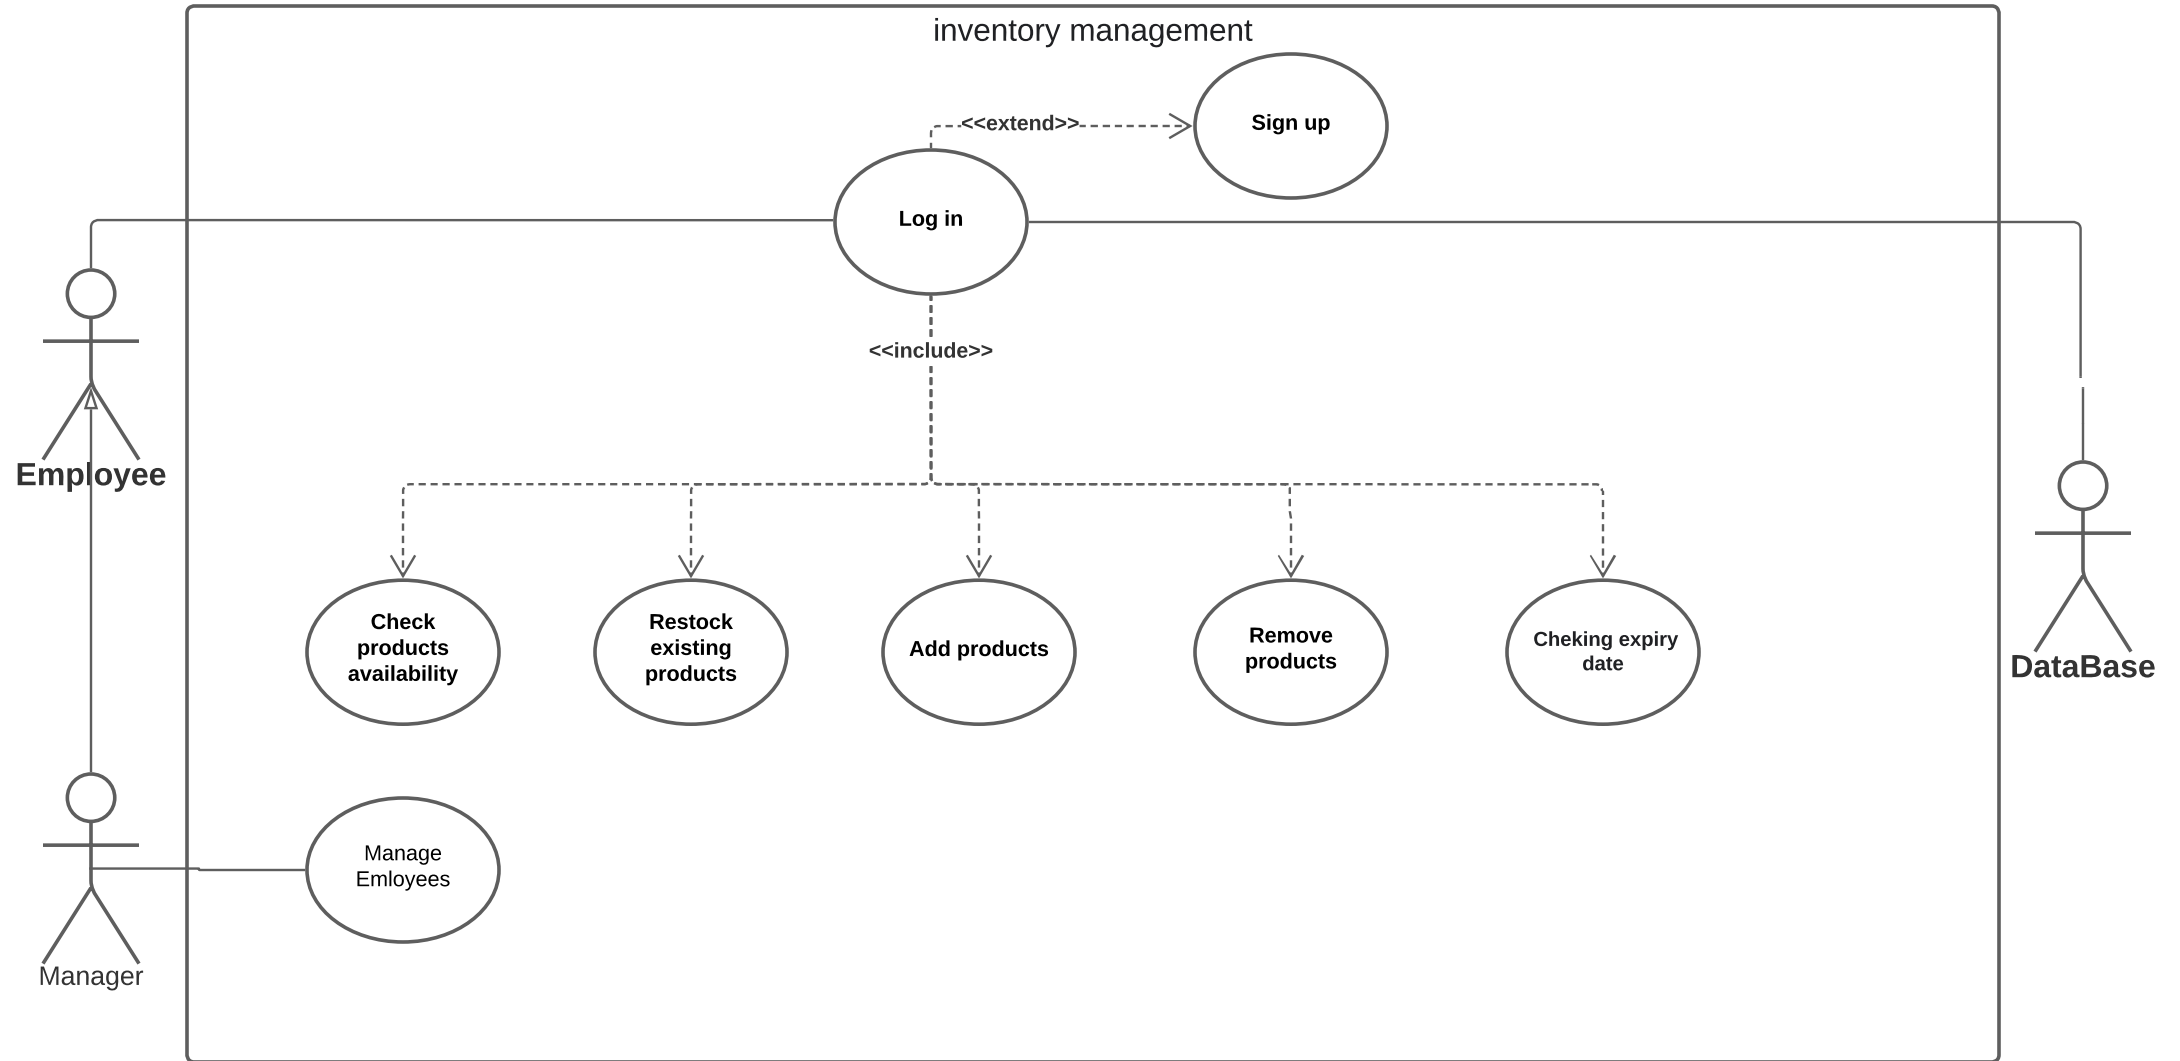 inventory management
<<extend>>
Sign up
Log in
<<include>>
Employee
Check
products
availability
Restock
existing
products
Add products
Remove
products
Cheking expiry
date
DataBase
Manage
Emloyees
Manager